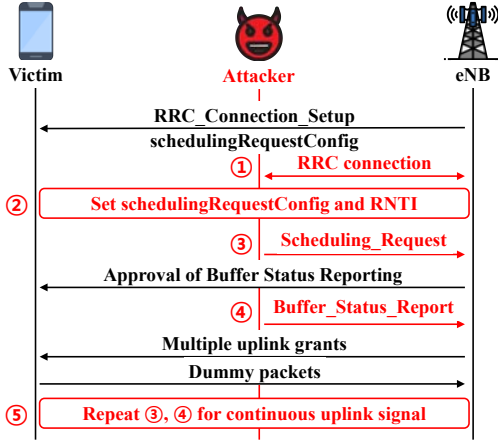 Victim
Attacker
eNB
RRC_Connection_Setup
schedulingRequestConfig
① RRC connection
② Set schedulingRequestConfig and RNTI
③ Scheduling_Request
Approval of Buffer Status Reporting
④ Buffer_Status_Report
Multiple uplink grants
Dummy packets
⑤ Repeat ③, ④ for continuous uplink signal